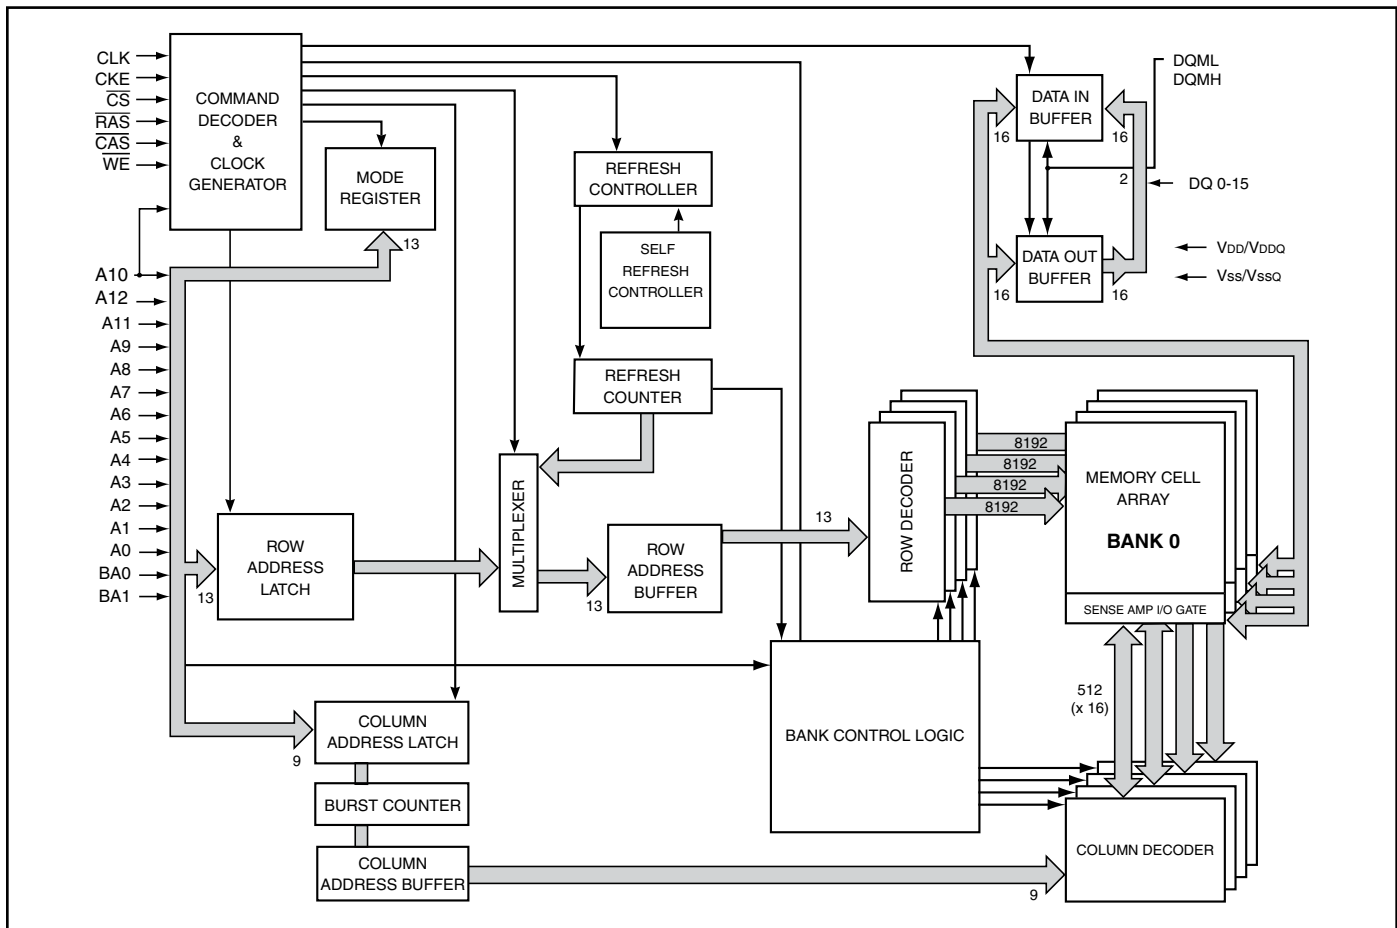 CLK
CKE
CS
RAS
CAS
WE
A10
A12
A11
A9
A8
A7
A6
A5
A4
A3
A2
A1
A0
BA0
BA1
COMMAND
DECODER
&
CLOCK
GENERATOR
MODE
REGISTER
13
REFRESH
CONTROLLER
SELF
REFRESH
CONTROLLER
REFRESH
COUNTER
DATA IN
BUFFER
16
16
DQML
DQMH
2
DQ 0-15
DATA OUT
BUFFER
16
16
VDD/VDDQ
Vss/VssQ
13
ROW
ADDRESS
LATCH
MULTIPLEXER
13
ROW
ADDRESS
BUFFER
13
ROW DECODER
8192
8192
8192
8192
MEMORY CELL
ARRAY
BANK 0
SENSE AMP I/O GATE
512
(x 16)
BANK CONTROL LOGIC
9
COLUMN
ADDRESS LATCH
BURST COUNTER
COLUMN
ADDRESS BUFFER
9
COLUMN DECODER